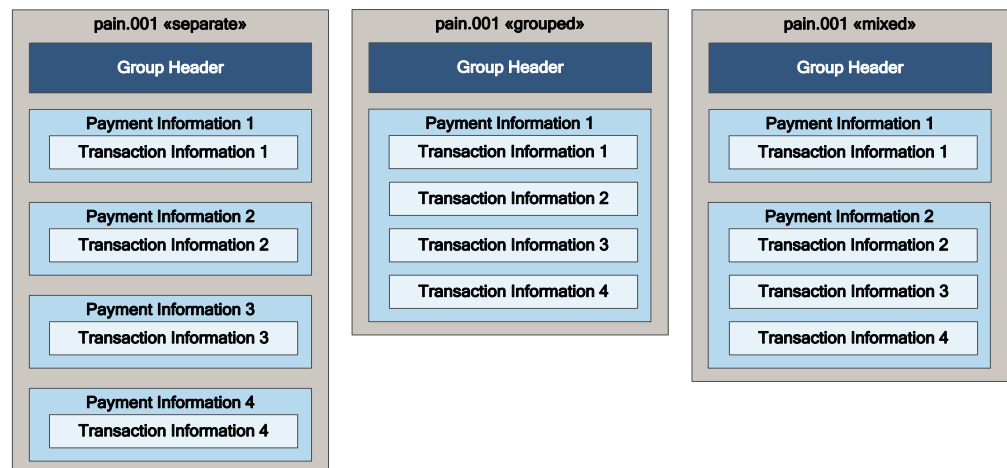 pain.001 «separate»
Group Header
Payment Information 1
Transaction Information 1
Payment Information 2
Transaction Information 2
Payment Information 3
Transaction Information 3
Payment Information 4
Transaction Information 4
pain.001 «grouped»
Group Header
Payment Information 1
Transaction Information 1
Transaction Information 2
Transaction Information 3
Transaction Information 4
pain.001 «mixed»
Group Header
Payment Information 1
Transaction Information 1
Payment Information 2
Transaction Information 2
Transaction Information 3
Transaction Information 4